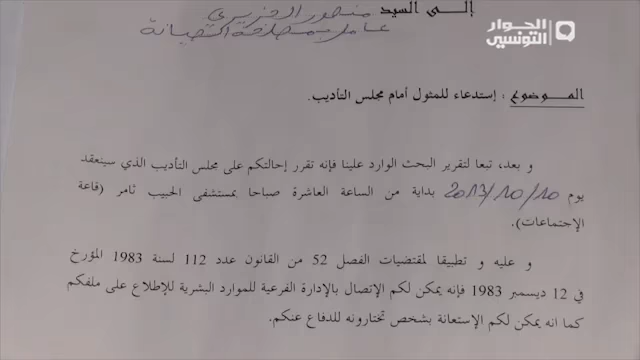 إلى السيد منصور الخزيري
عامل بمصلحة الصيانة
الحوار
التونسي
الموضوع : إستدعاء للمثول أمام مجلس التأديب.
و بعد، تبعا لتقرير البحث الوارد علينا فإنه تقرر إحالتكم على مجلس التأديب الذي سينعقد
يوم 2013/10/10 بداية من الساعة العاشرة صباحا بمستشفى الحبيب ثامر (قاعة
الإجتماعات).
و عليه و تطبيقا لمقتضيات الفصل 52 من القانون عدد 112 لسنة 1983 المؤرخ
في 12 ديسمبر 1983 فإنه يمكن لكم الإتصال بالإدارة الفرعية للموارد البشرية للإطلاع على ملفكم
كما انه يمكن لكم الإستعانة بشخص تختارونه للدفاع عنكم.